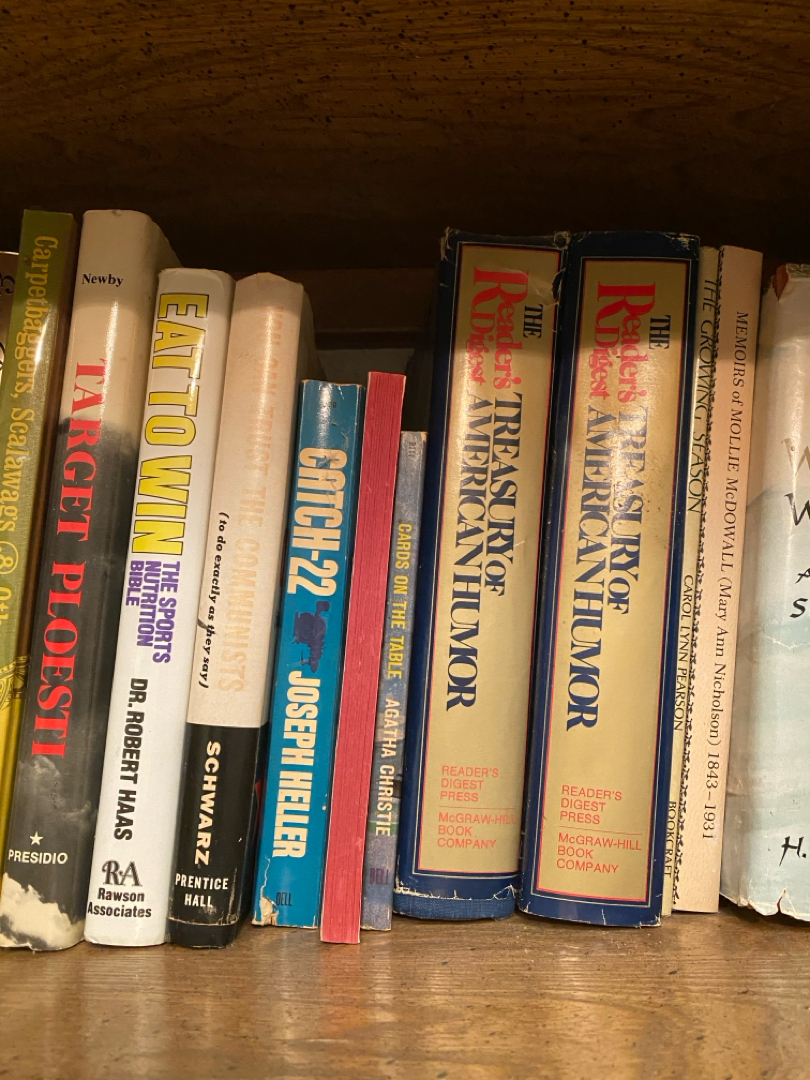 Carpetbaggers, Scalawags &
Newby
TARGET PLOESTI
PRESIDIO
EAT TO WIN
THE SPORTS
NUTRITION
BIBLE
DR. ROBERT HAAS
RA
Rawson
Associates
TRUST THE COMMUNISTS
(to do exactly as they say)
SCHWARZ
PRENTICE
HALL
CATCH-22
JOSEPH HELLER
DELL
CARDS ON THE TABLE
AGATHA CHRISTIE
DELL
THE
Reader's
Digest
TREASURY OF
AMERICAN HUMOR
READER'S
DIGEST
PRESS
McGRAW-HILL
BOOK
COMPANY
THE
Reader's
Digest
TREASURY OF
AMERICAN HUMOR
READER'S
DIGEST
PRESS
McGRAW-HILL
BOOK
COMPANY
THE GROWING SEASON
CAROL LYNN PEARSON
BOOKCRAFT
MEMOIRS of MOLLIE McDOWALL (Mary Ann Nicholson) 1843-1931
H.